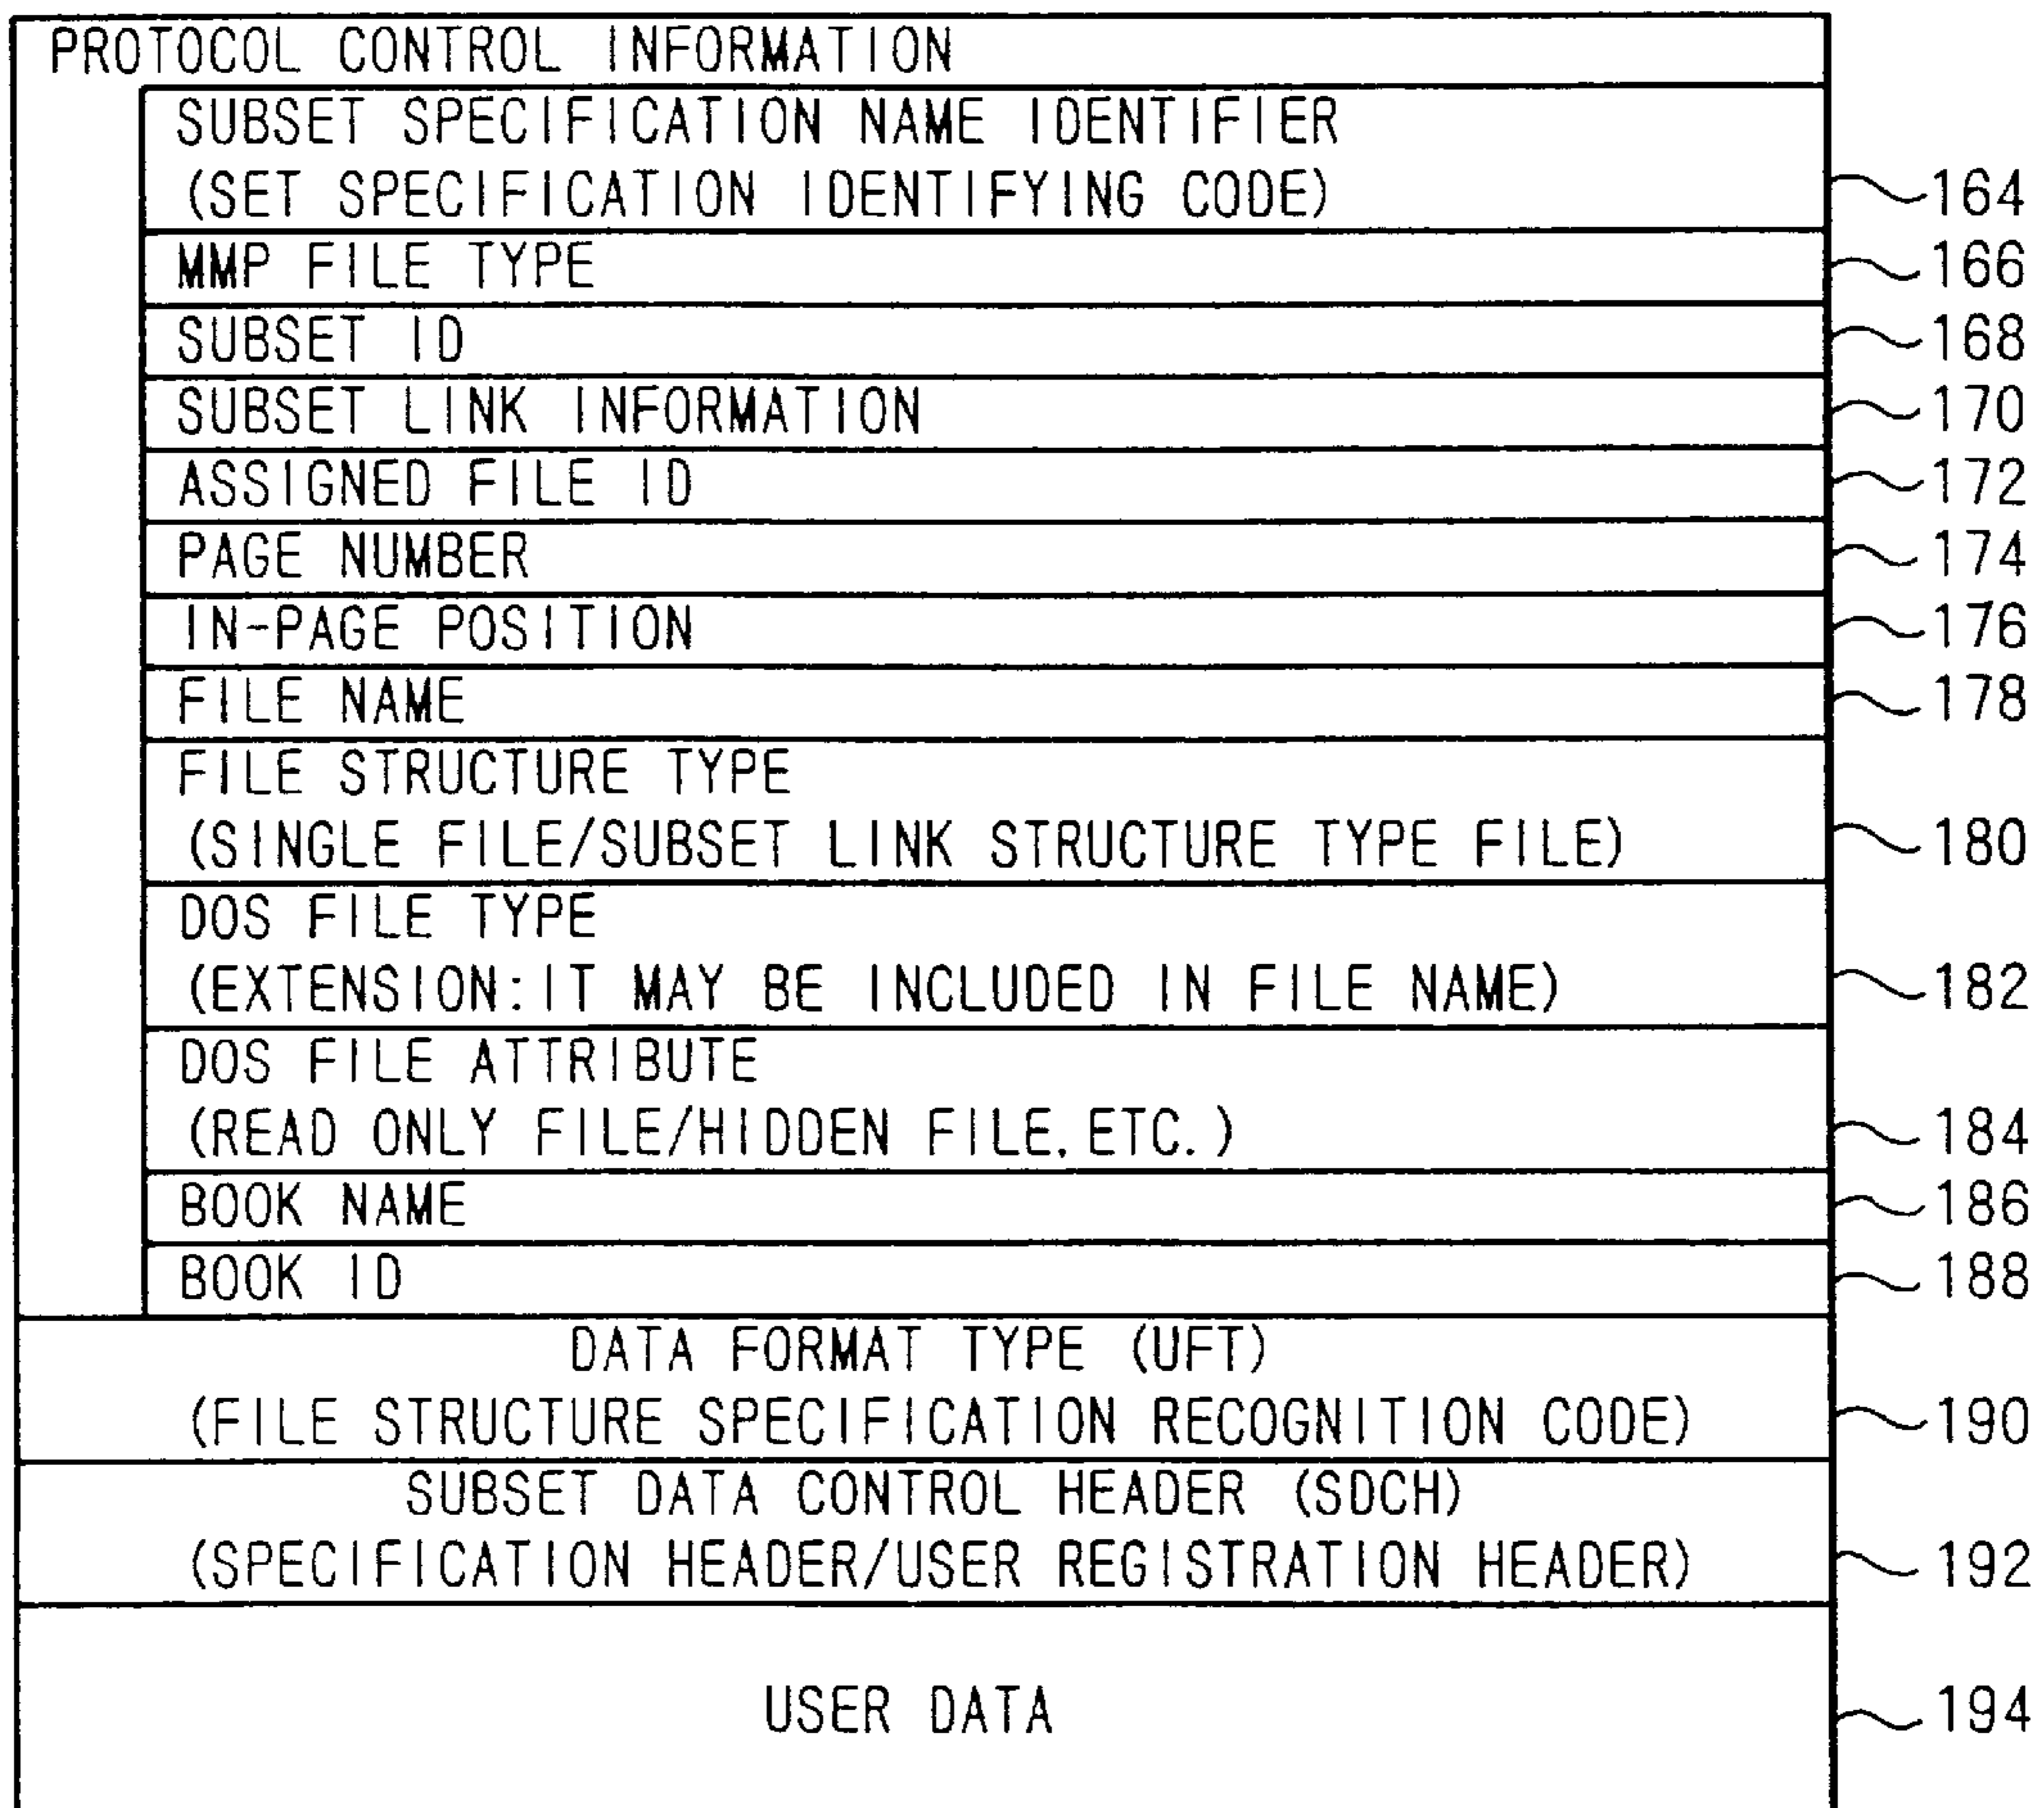 PROTOCOL CONTROL INFORMATION
SUBSET SPECIFICATION NAME IDENTIFIER
(SET SPECIFICATION IDENTIFYING CODE) 164
MMP FILE TYPE 166
SUBSET ID 168
SUBSET LINK INFORMATION 170
ASSIGNED FILE ID 172
PAGE NUMBER 174
IN-PAGE POSITION 176
FILE NAME 178
FILE STRUCTURE TYPE
(SINGLE FILE/SUBSET LINK STRUCTURE TYPE FILE) 180
DOS FILE TYPE
(EXTENSION:IT MAY BE INCLUDED IN FILE NAME) 182
DOS FILE ATTRIBUTE
(READ ONLY FILE/HIDDEN FILE.ETC.) 184
BOOK NAME 186
BOOK ID 188
DATA FORMAT TYPE (UFT)
(FILE STRUCTURE SPECIFICATION RECOGNITION CODE) 190
SUBSET DATA CONTROL HEADER (SDCH)
(SPECIFICATION HEADER/USER REGISTRATION HEADER) 192
USER DATA 194